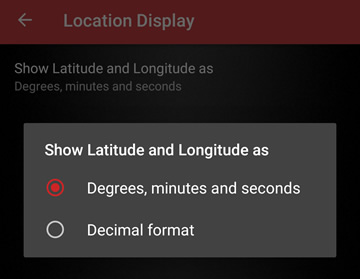 Location Display
Show Latitude and Longitude as
Degrees, minutes and seconds
Show Latitude and Longitude as
Degrees, minutes and seconds
Decimal format